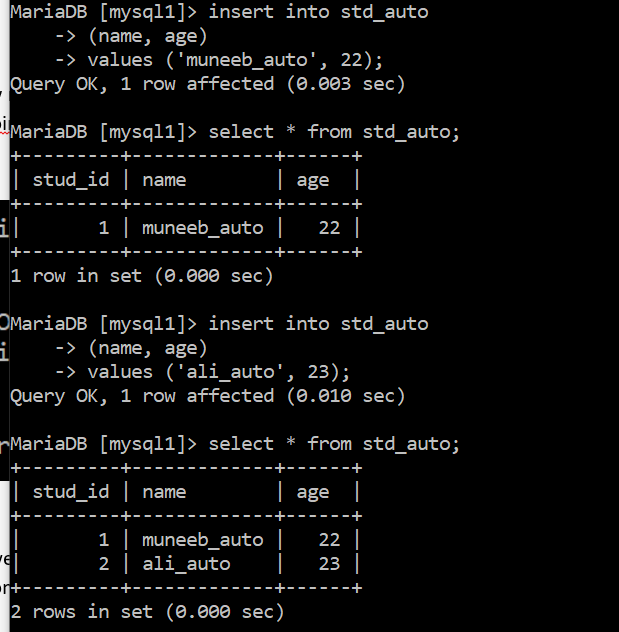 MariaDB [mysql1]> insert into std_auto
    -> (name, age)
    -> values ('muneeb_auto', 22);
Query OK, 1 row affected (0.003 sec)
MariaDB [mysql1]> select * from std_auto;
+---------+-------------+------+
| stud_id | name        | age  |
+---------+-------------+------+
|       1 | muneeb_auto |   22 |
+---------+-------------+------+
1 row in set (0.000 sec)
MariaDB [mysql1]> insert into std_auto
    -> (name, age)
    -> values ('ali_auto', 23);
Query OK, 1 row affected (0.010 sec)
MariaDB [mysql1]> select * from std_auto;
+---------+-------------+------+
| stud_id | name        | age  |
+---------+-------------+------+
|       1 | muneeb_auto |   22 |
|       2 | ali_auto    |   23 |
+---------+-------------+------+
2 rows in set (0.000 sec)